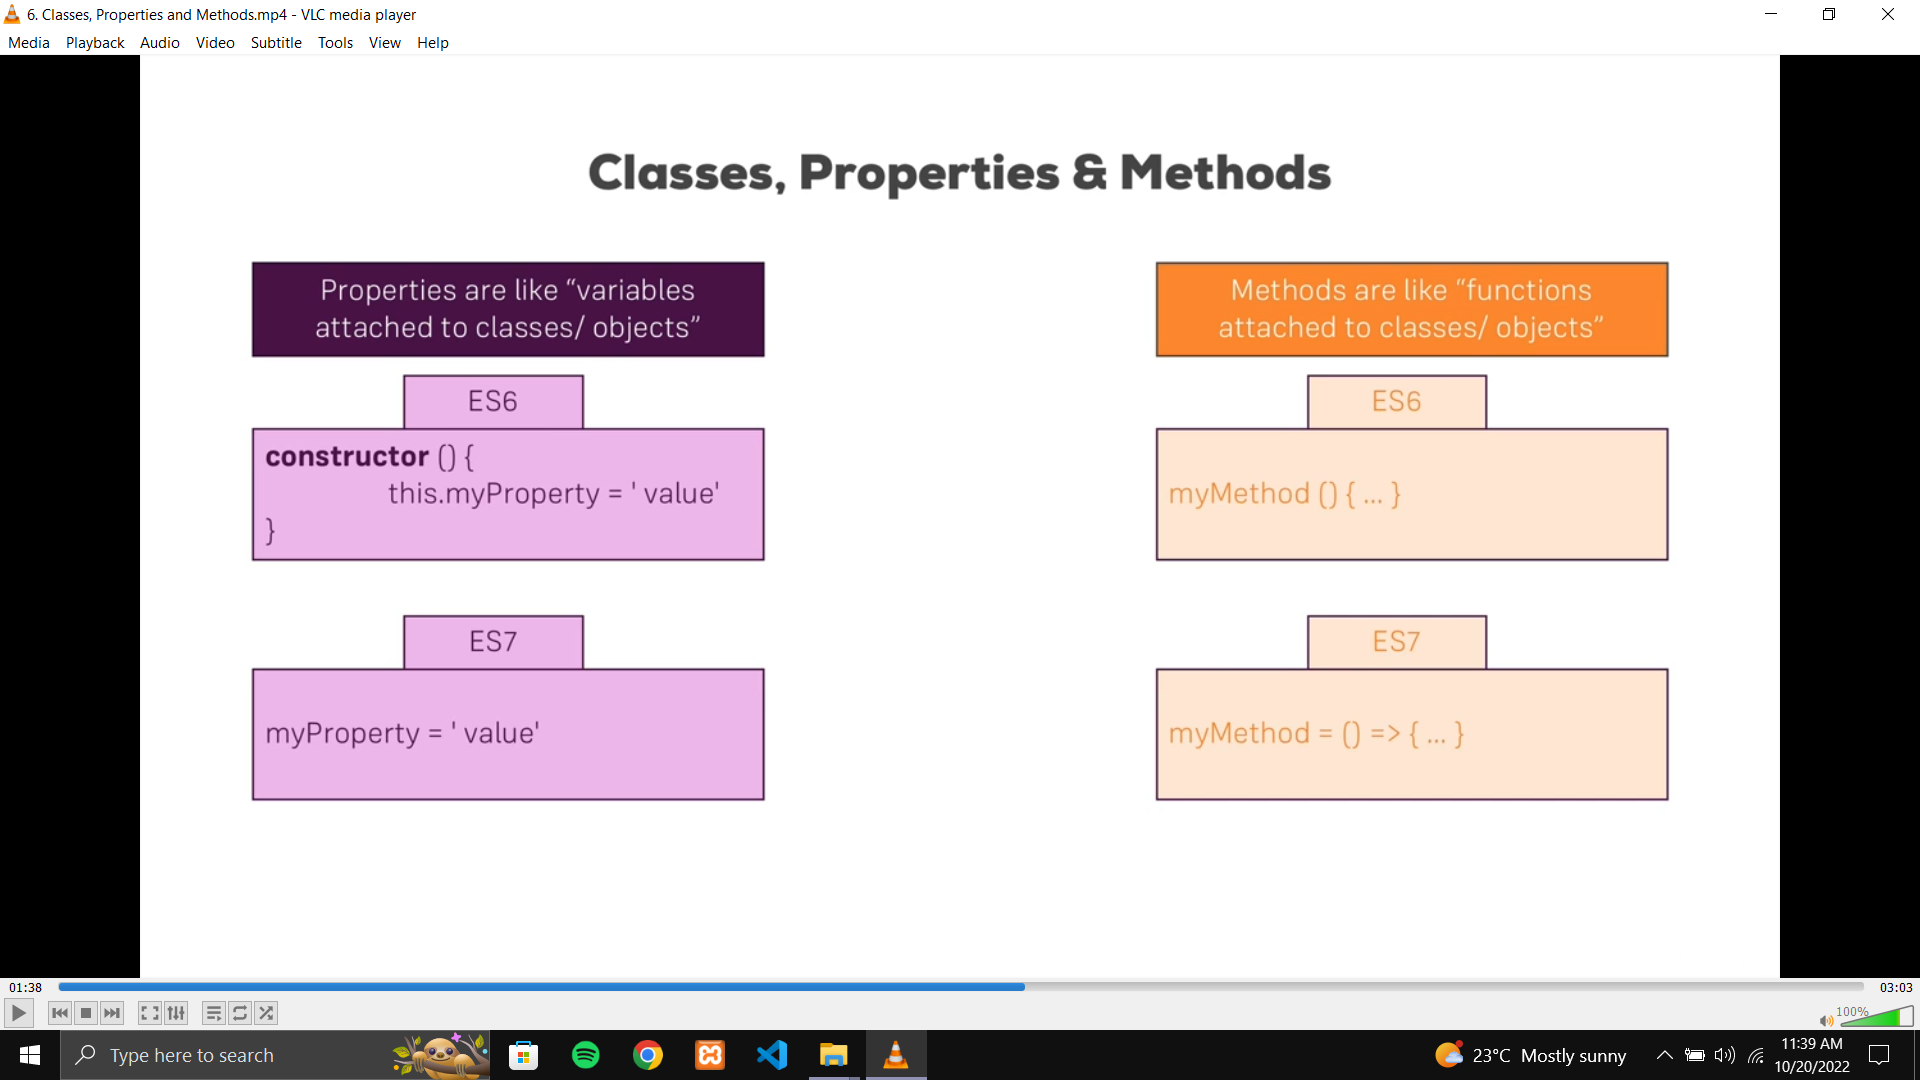 6. Classes, Properties and Methods.mp4 - VLC media player
Media Playback Audio Video Subtitle Tools View Help
Classes, Properties & Methods
Properties are like “variables
attached to classes/ objects”
ES6
constructor () {
this.myProperty = ' value'
}
ES7
myProperty = ' value'
Methods are like “functions
attached to classes/ objects”
ES6
myMethod () { ... }
ES7
myMethod = () => { ... }
01:38
03:03
100%
Type here to search
23°C Mostly sunny
11:39 AM
10/20/2022